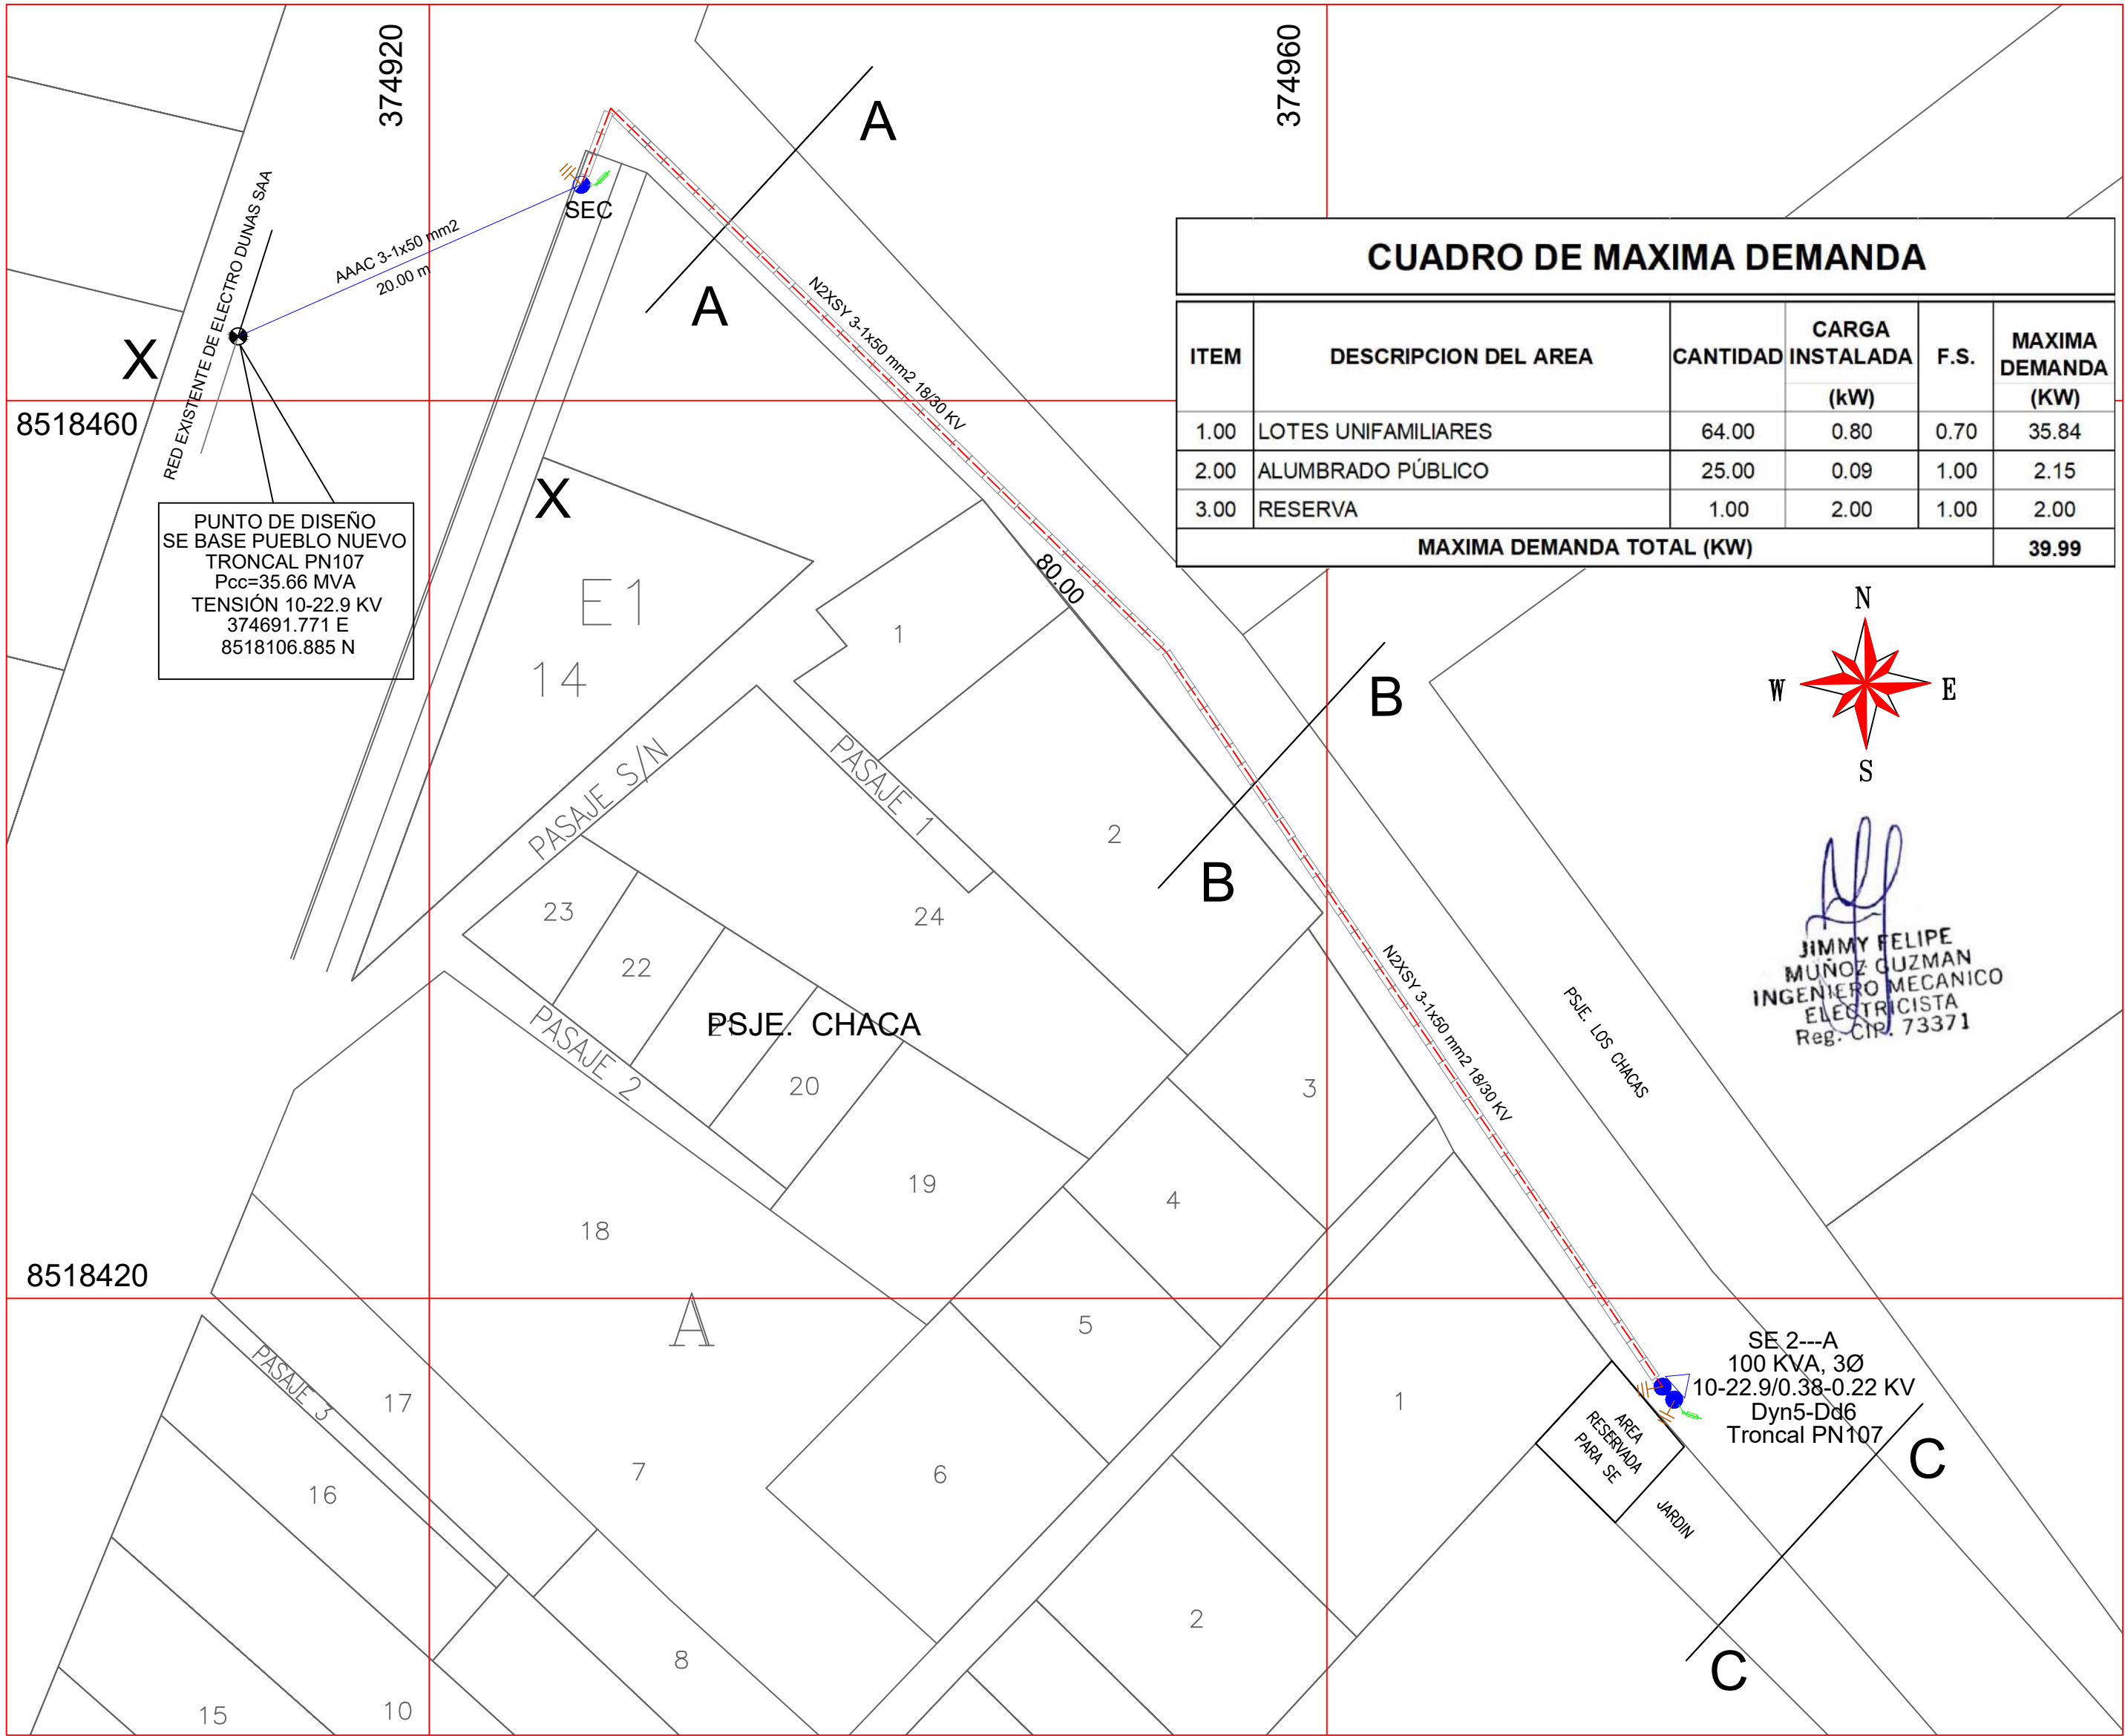 374920
374960
8518460
8518420
A
A
B
B
C
C
X
X
SEC
AAAC 3-1x50 mm2
20.00 m
RED EXISTENTE DE ELECTRO DUNAS SAA
N2XSY 3-1x50 mm2 18/30 KV
80.00
N2XSY 3-1x50 mm2 18/30 KV
PUNTO DE DISEÑO
SE BASE PUEBLO NUEVO
TRONCAL PN107
Pcc=35.66 MVA
TENSIÓN 10-22.9 KV
374691.771 E
8518106.885 N
CUADRO DE MAXIMA DEMANDA
ITEM DESCRIPCION DEL AREA CANTIDAD CARGA INSTALADA (kW) F.S. MAXIMA DEMANDA (KW)
1.00 LOTES UNIFAMILIARES 64.00 0.80 0.70 35.84
2.00 ALUMBRADO PÚBLICO 25.00 0.09 1.00 2.15
3.00 RESERVA 1.00 2.00 1.00 2.00
MAXIMA DEMANDA TOTAL (KW) 39.99
N
W
E
S
JIMMY FELIPE
MUÑOZ GUZMAN
INGENIERO MECANICO
ELECTRICISTA
Reg. CIP. 73371
E1
14
1
2
PASAJE S/N
PASAJE 1
23
22
24
PSJE. CHACA
20
PASAJE 2
19
18
3
4
5
A
PASAJE 3
17
16
7
6
8
15
10
1
2
PSJE. LOS CHACAS
SE 2---A
100 KVA, 3Ø
10-22.9/0.38-0.22 KV
Dyn5-Dd6
Troncal PN107
AREA
RESERVADA
PARA SE
JARDIN